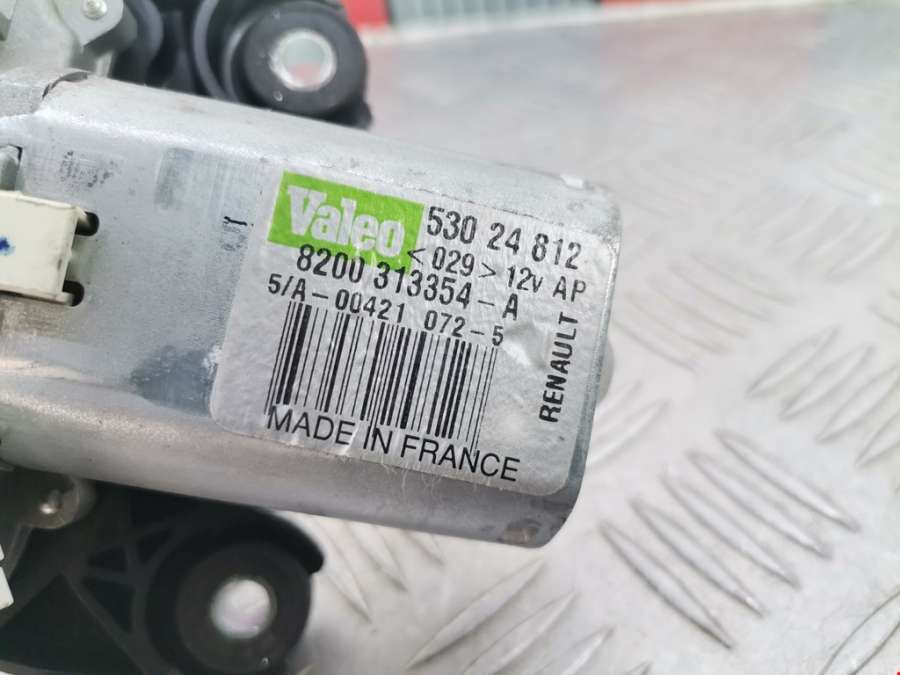 Valeo 530 24 812
<029> 12V AP
8200 313354-A
5/A-00421 072-5
RENAULT
MADE IN FRANCE